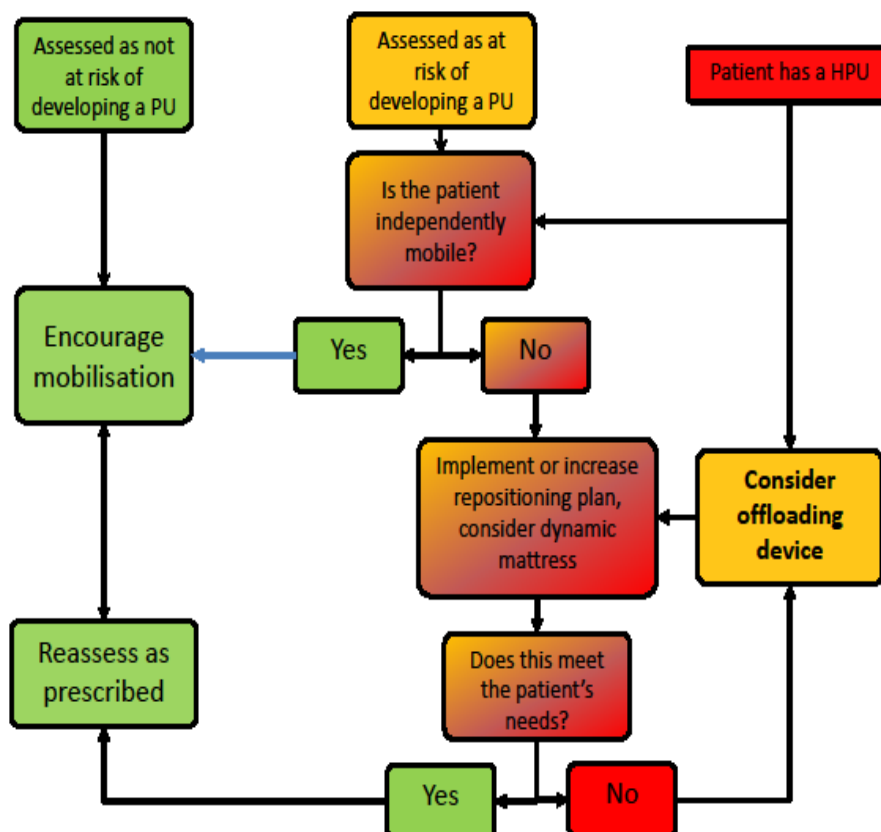 Assessed as not
at risk of
developing a PU
Assessed as at
risk of
developing a PU
Patient has a HPU
Is the patient
independently
mobile?
Encourage
mobilisation
Yes
No
Implement or increase
repositioning plan,
consider dynamic
mattress
Consider
offloading
device
Reassess as
prescribed
Does this meet
the patient's
needs?
Yes
No